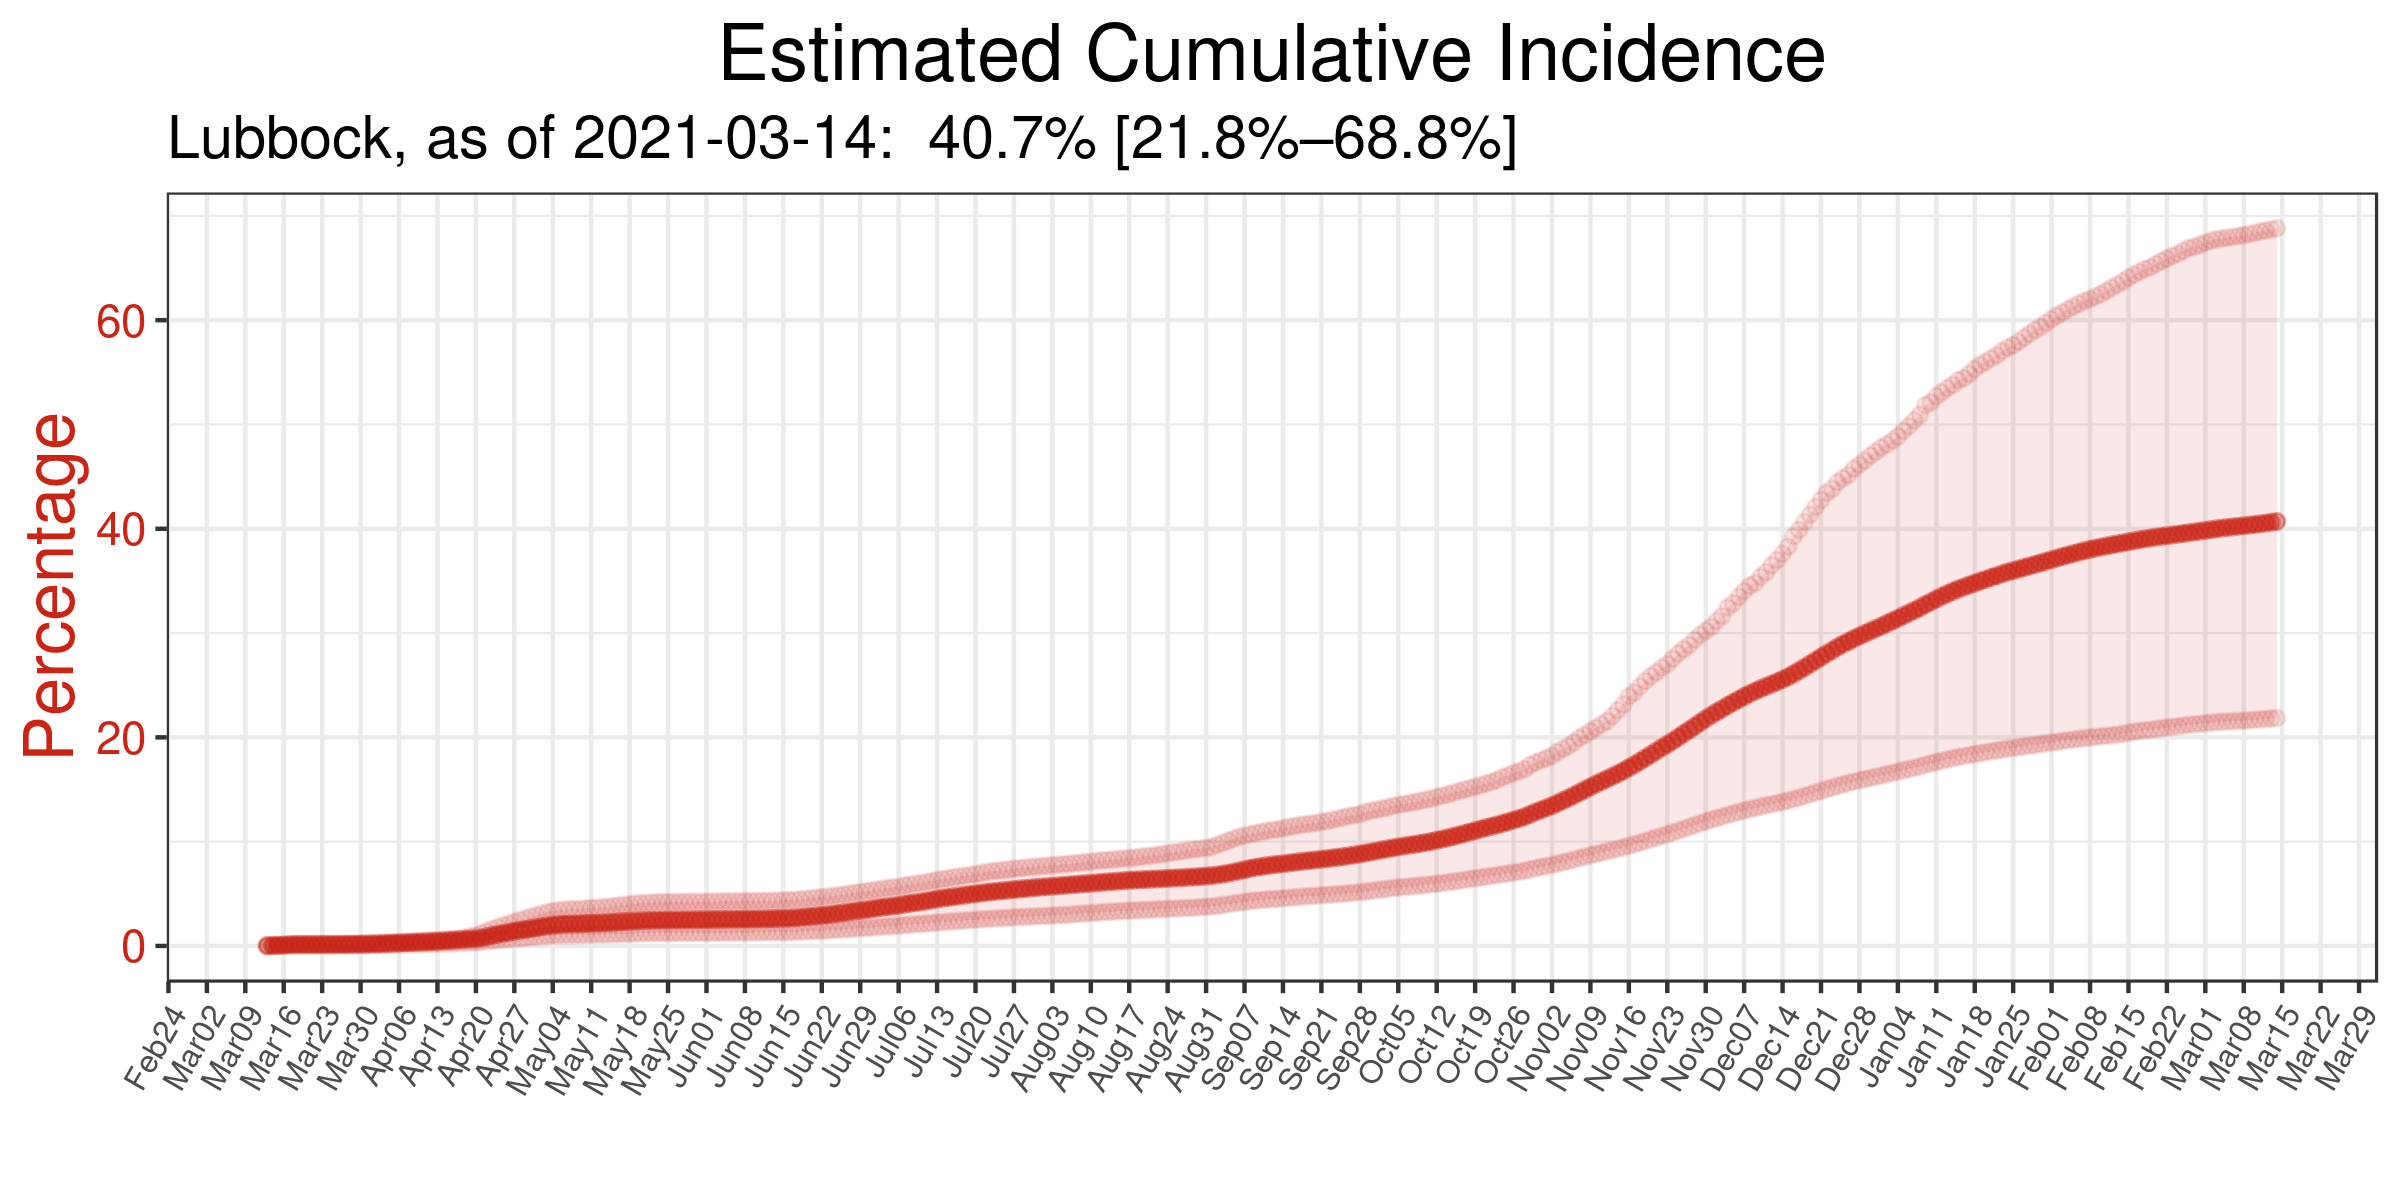 Estimated Cumulative Incidence
Lubbock, as of 2021-03-14:  40.7% [21.8%–68.8%]
Percentage
60
40
20
0
Feb24
Mar02
Mar09
Mar16
Mar23
Mar30
Apr06
Apr13
Apr20
Apr27
May04
May11
May18
May25
Jun01
Jun08
Jun15
Jun22
Jun29
Jul06
Jul13
Jul20
Jul27
Aug03
Aug10
Aug17
Aug24
Aug31
Sep07
Sep14
Sep21
Sep28
Oct05
Oct12
Oct19
Oct26
Nov02
Nov09
Nov16
Nov23
Nov30
Dec07
Dec14
Dec21
Dec28
Jan04
Jan11
Jan18
Jan25
Feb01
Feb08
Feb15
Feb22
Mar01
Mar08
Mar15
Mar22
Mar29